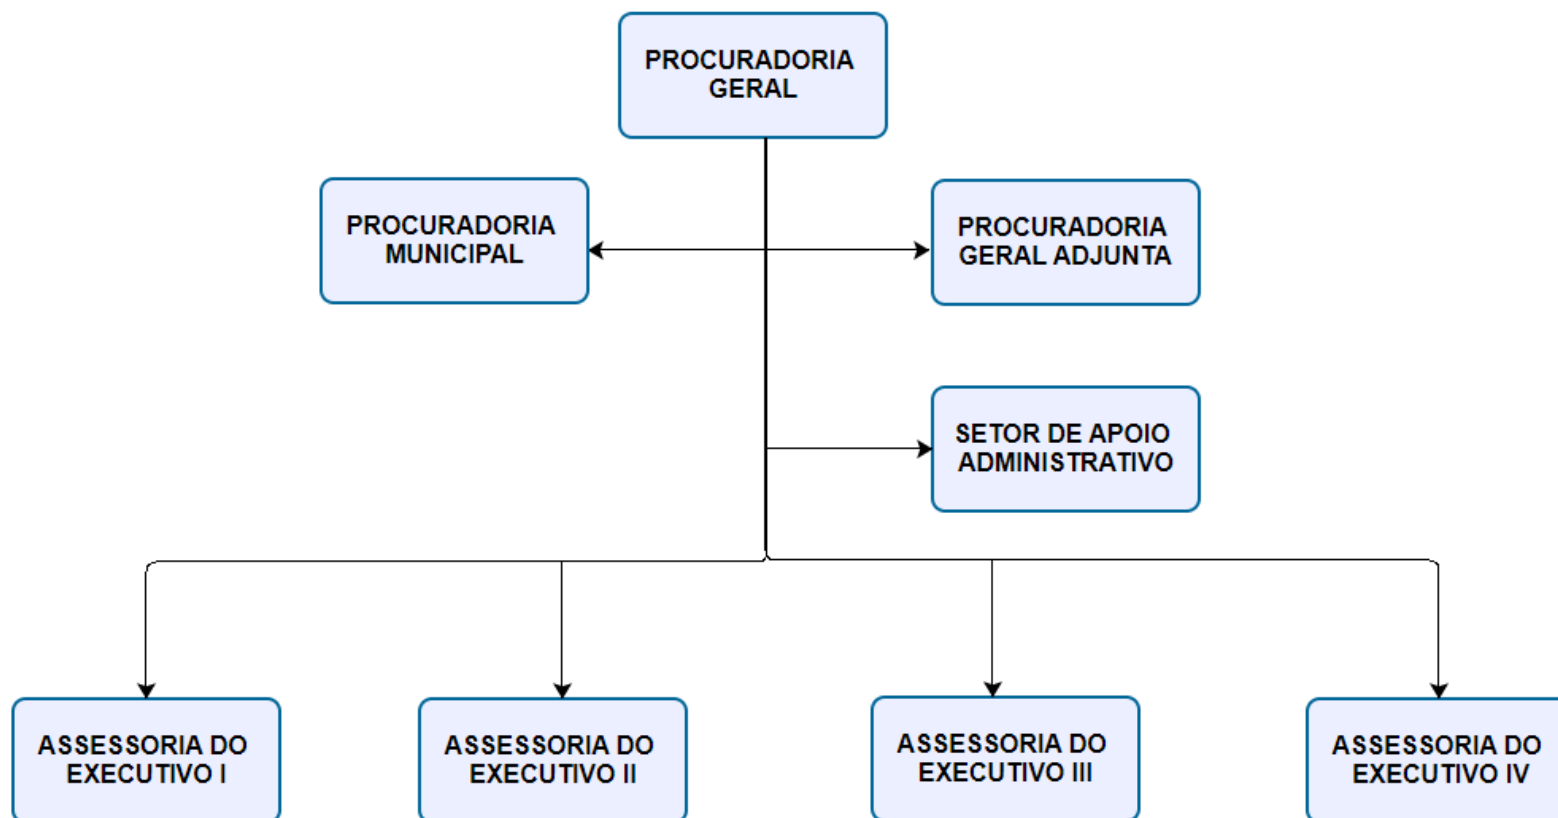 PROCURADORIA
GERAL
PROCURADORIA
MUNICIPAL
PROCURADORIA
GERAL ADJUNTA
SETOR DE APOIO
ADMINISTRATIVO
ASSESSORIA DO
EXECUTIVO I
ASSESSORIA DO
EXECUTIVO II
ASSESSORIA DO
EXECUTIVO III
ASSESSORIA DO
EXECUTIVO IV